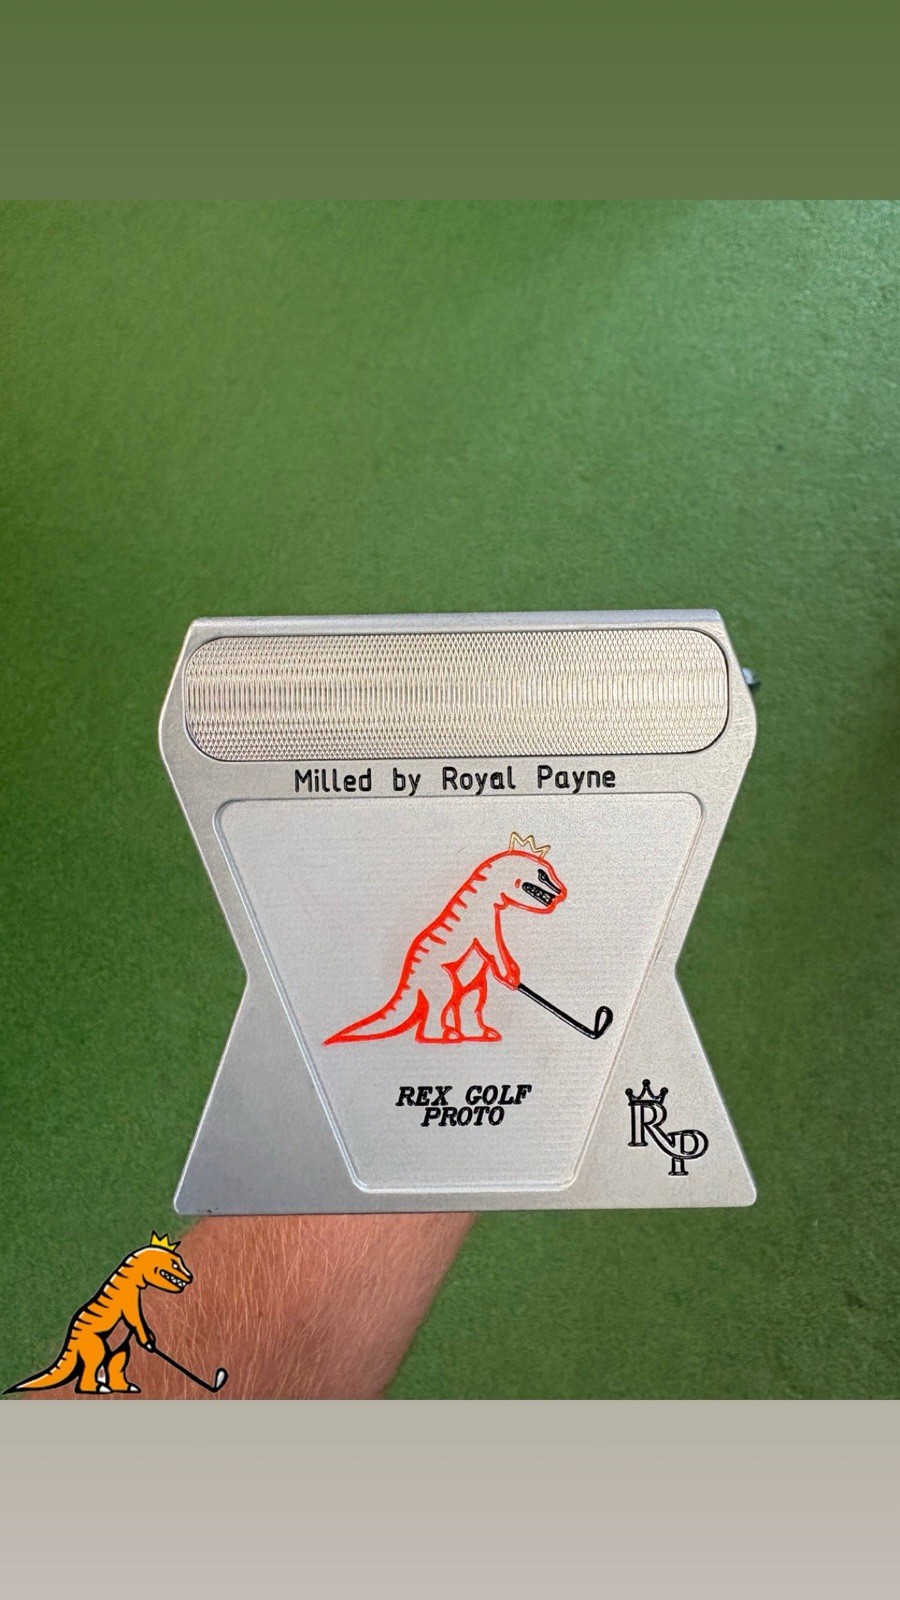 Milled by Royal Payne
REX GOLF
PROTO
RP